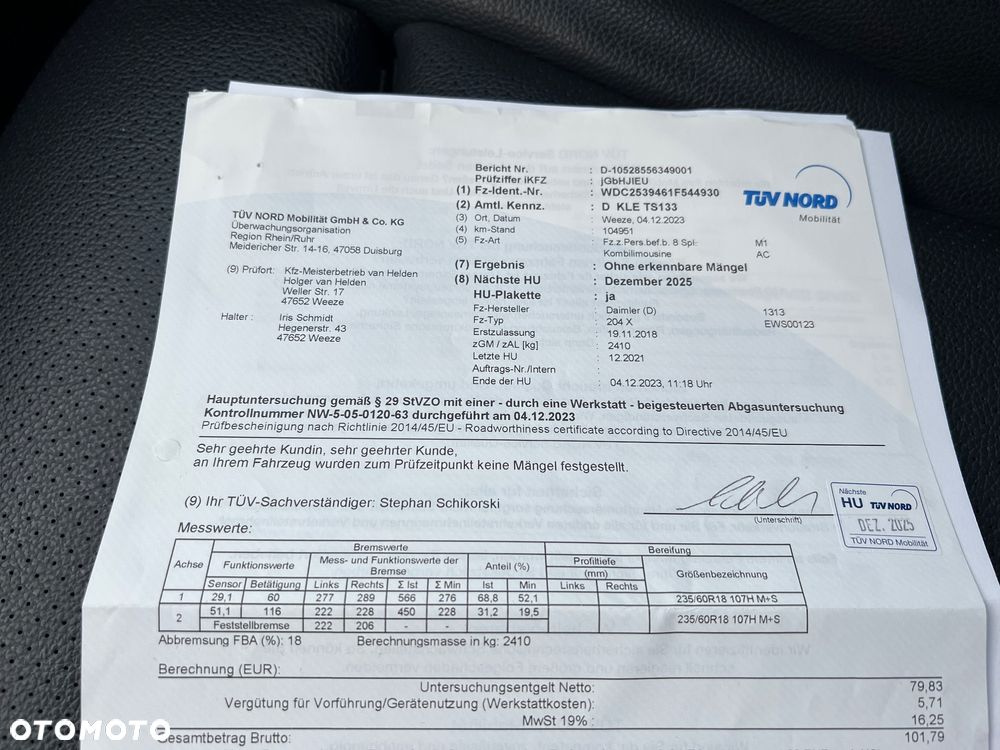 Bericht Nr. : D-10528556349001
Prüfziffer iKFZ : jGbHJIEU
(1) Fz-Ident.-Nr. : WDC2539461F544930
(2) Amtl. Kennz. : D KLE TS133
(3) Ort, Datum : Weeze, 04.12.2023
(4) km-Stand : 104951
(5) Fz-Art : Fz.z.Pers.bef.b. 8 Spl: M1
Kombilimousine AC
(7) Ergebnis : Ohne erkennbare Mängel
(8) Nächste HU : Dezember 2025
HU-Plakette : ja
Fz-Hersteller : Daimler (D) 1313
Fz-Typ : 204 X EWS00123
Erstzulassung : 19.11.2018
zGM / zAL [kg] : 2410
Letzte HU : 12.2021
Auftrags-Nr./Intern :
Ende der HU : 04.12.2023, 11:18 Uhr
TÜV NORD
Mobilität
TÜV NORD Mobilität GmbH & Co. KG
Überwachungsorganisation
Region Rhein/Ruhr
Meidericher Str. 14-16, 47058 Duisburg
(9) Prüfort: Kfz-Meisterbetrieb van Helden
Holger van Helden
Weller Str. 17
47652 Weeze
Halter : Iris Schmidt
Hegenerstr. 43
47652 Weeze
Hauptuntersuchung gemäß § 29 StVZO mit einer - durch eine Werkstatt - beigesteuerten Abgasuntersuchung
Kontrollnummer NW-5-05-0120-63 durchgeführt am 04.12.2023
Prüfbescheinigung nach Richtlinie 2014/45/EU - Roadworthiness certificate according to Directive 2014/45/EU
Sehr geehrte Kundin, sehr geehrter Kunde,
an Ihrem Fahrzeug wurden zum Prüfzeitpunkt keine Mängel festgestellt.
(9) Ihr TÜV-Sachverständiger: Stephan Schikorski
(Unterschrift)
Nächste
HU TÜV NORD
DEZ. 2025
TÜV NORD Mobilität
Messwerte:
Achse Bremswerte Bereifung
Funktionswerte Mess- und Funktionswerte der Bremse Anteil (%) Profiltiefe (mm) Größenbezeichnung
Sensor Betätigung Links Rechts Σ Ist Σ Min Ist Min Links Rechts
1 29,1 60 277 289 566 276 68,8 52,1 235/60R18 107H M+S
2 51,1 116 222 228 450 228 31,2 19,5 235/60R18 107H M+S
Feststellbremse 222 206 - -
Abbremsung FBA (%): 18 Berechnungsmasse in kg: 2410
Berechnung (EUR):
Untersuchungsentgelt Netto: 79,83
Vergütung für Vorführung/Gerätenutzung (Werkstattkosten): 5,71
MwSt 19% : 16,25
Gesamtbetrag Brutto: 101,79
OTOMOTO